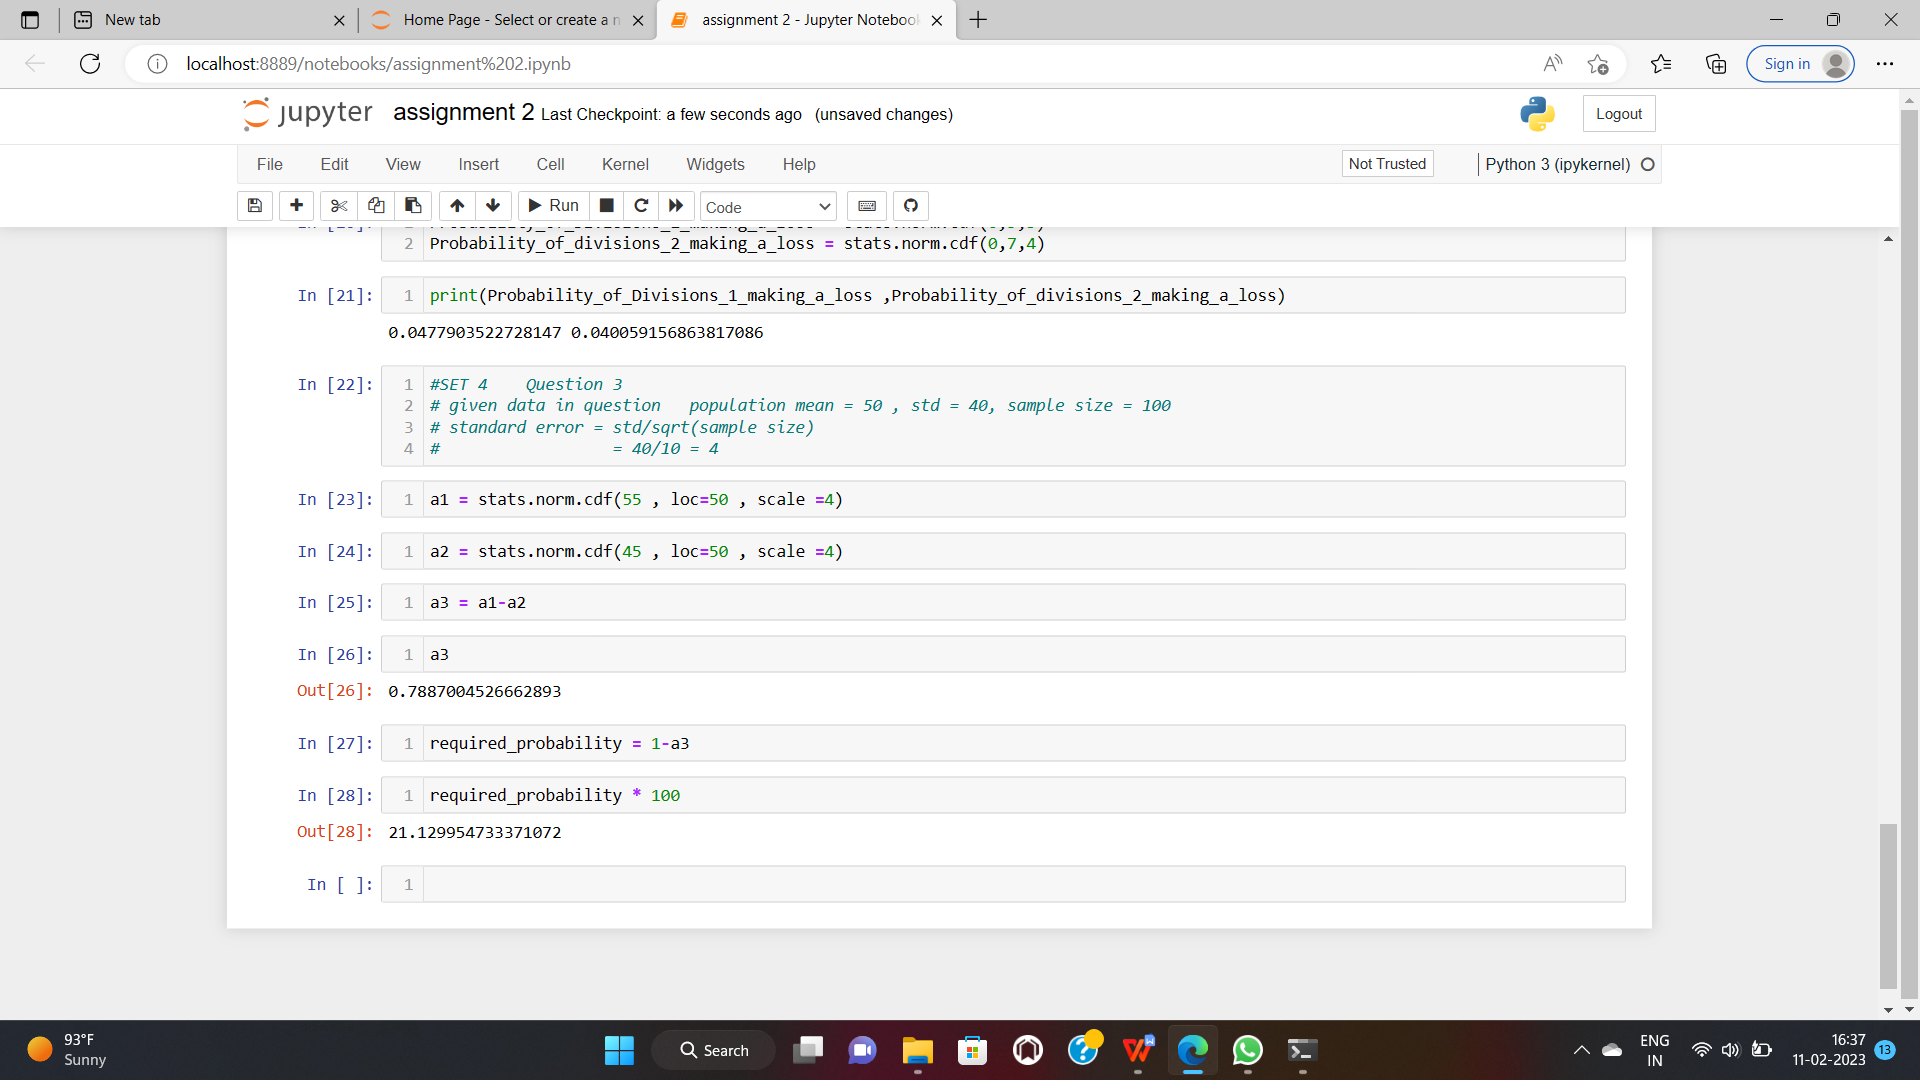 New tab
Home Page - Select or create a n
assignment 2 - Jupyter Noteboo
localhost:8889/notebooks/assignment%202.ipynb
Sign in
jupyter assignment 2 Last Checkpoint: a few seconds ago (unsaved changes)
Logout
File Edit View Insert Cell Kernel Widgets Help
Not Trusted
Python 3 (ipykernel)
Run
Code
2 Probability_of_divisions_2_making_a_loss = stats.norm.cdf(0,7,4)
In [21]: 1 print(Probability_of_Divisions_1_making_a_loss ,Probability_of_divisions_2_making_a_loss)
0.0477903522728147 0.040059156863817086
In [22]: 1 #SET 4 Question 3
2 # given data in question population mean = 50 , std = 40, sample size = 100
3 # standard error = std/sqrt(sample size)
4 # = 40/10 = 4
In [23]: 1 a1 = stats.norm.cdf(55 , loc=50 , scale =4)
In [24]: 1 a2 = stats.norm.cdf(45 , loc=50 , scale =4)
In [25]: 1 a3 = a1-a2
In [26]: 1 a3
Out[26]: 0.7887004526662893
In [27]: 1 required_probability = 1-a3
In [28]: 1 required_probability * 100
Out[28]: 21.129954733371072
In [ ]: 1
93°F
Sunny
Search
ENG
IN
16:37
11-02-2023
13